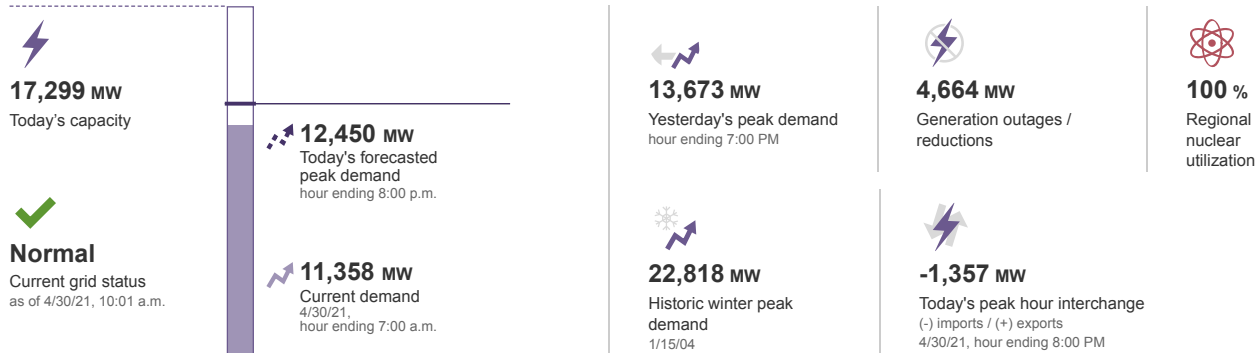 17,299 MW
Today's capacity
Normal
Current grid status
as of 4/30/21, 10:01 a.m.
12,450 MW
Today's forecasted
peak demand
hour ending 8:00 p.m.
11,358 MW
Current demand
4/30/21,
hour ending 7:00 a.m.
13,673 MW
Yesterday's peak demand
hour ending 7:00 PM
4,664 MW
Generation outages /
reductions
100 %
Regional
nuclear
utilization
22,818 MW
Historic winter peak
demand
1/15/04
-1,357 MW
Today's peak hour interchange
(-) imports / (+) exports
4/30/21, hour ending 8:00 PM